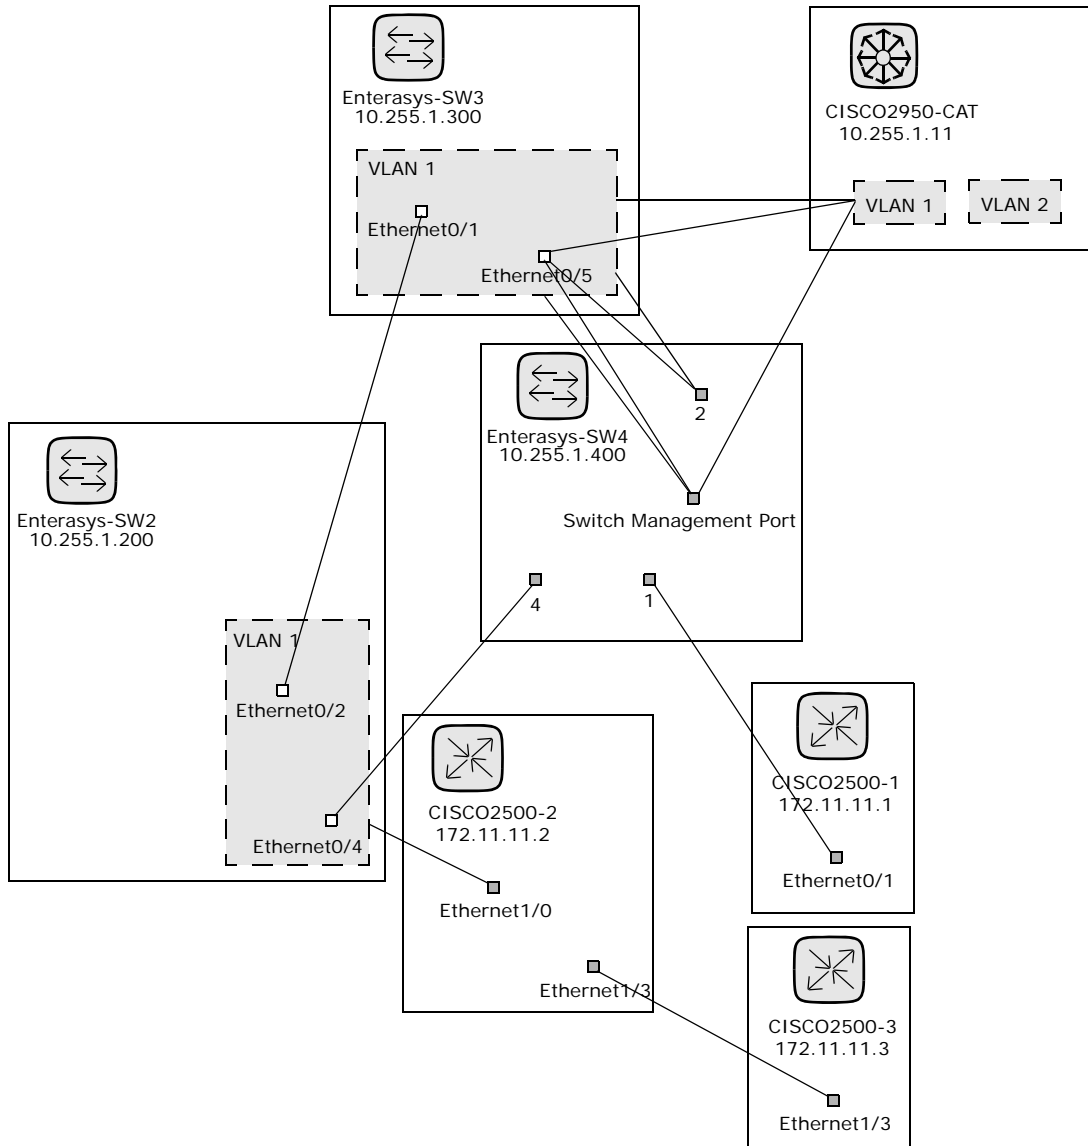 Enterasys-SW3
10.255.1.300
VLAN 1
Ethernet0/1
Ethernet0/5
CISCO2950-CAT
10.255.1.11
VLAN 1
VLAN 2
Enterasys-SW4
10.255.1.400
2
Switch Management Port
4
1
Enterasys-SW2
10.255.1.200
VLAN 1
Ethernet0/2
Ethernet0/4
CISCO2500-2
172.11.11.2
Ethernet1/0
Ethernet1/3
CISCO2500-1
172.11.11.1
Ethernet0/1
CISCO2500-3
172.11.11.3
Ethernet1/3